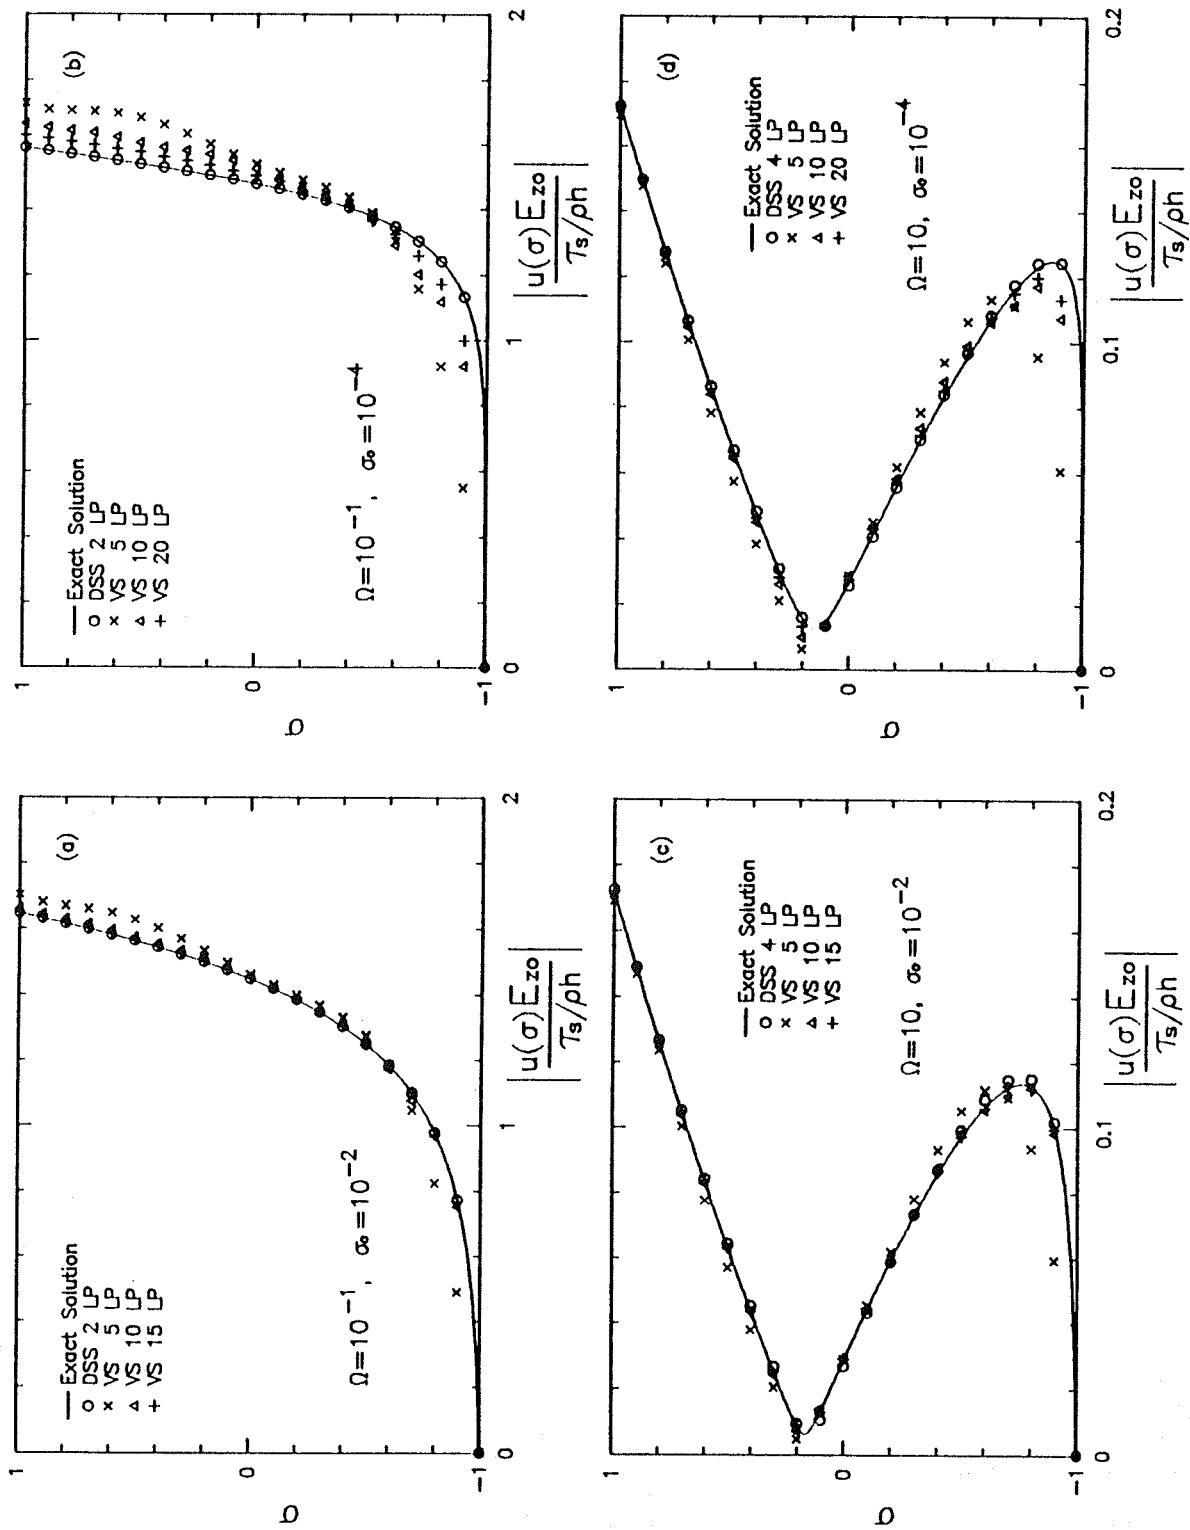 (a)
— Exact Solution
o DSS 2 LP
× VS 5 LP
△ VS 10 LP
+ VS 15 LP
Ω=10⁻¹, σ₀=10⁻²
σ
1
0
-1
0
1
2
|u(σ)E_zo / τ_s/ρh|
(b)
— Exact Solution
o DSS 2 LP
× VS 5 LP
△ VS 10 LP
+ VS 20 LP
Ω=10⁻¹, σ₀=10⁻⁴
σ
1
0
-1
0
1
2
|u(σ)E_zo / τ_s/ρh|
(c)
— Exact Solution
o DSS 4 LP
× VS 5 LP
△ VS 10 LP
+ VS 15 LP
Ω=10, σ₀=10⁻²
σ
1
0
-1
0
0.1
0.2
|u(σ)E_zo / τ_s/ρh|
(d)
— Exact Solution
o DSS 4 LP
× VS 5 LP
△ VS 10 LP
+ VS 20 LP
Ω=10, σ₀=10⁻⁴
σ
1
0
-1
0
0.1
0.2
|u(σ)E_zo / τ_s/ρh|